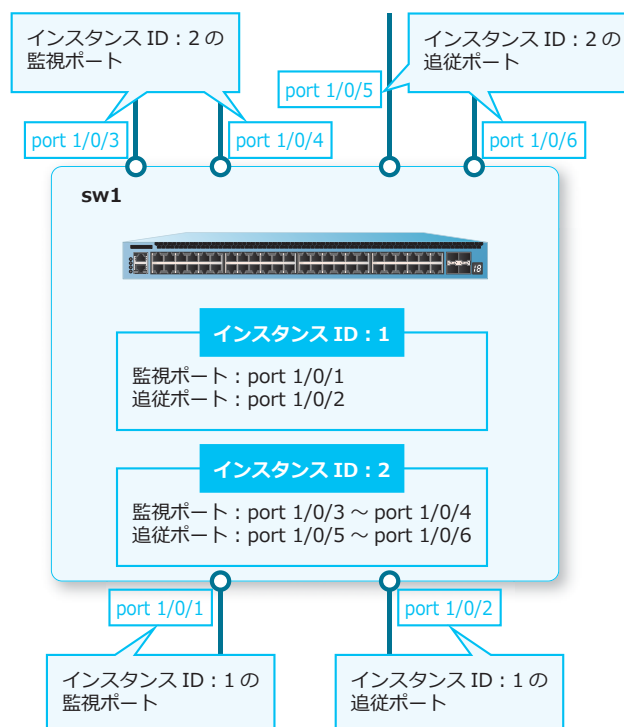 インスタンス ID：2 の
監視ポート
インスタンス ID：2 の
追従ポート
port 1/0/5
port 1/0/3
port 1/0/4
port 1/0/6
sw1
18
インスタンス ID：1
監視ポート：port 1/0/1
追従ポート：port 1/0/2
インスタンス ID：2
監視ポート：port 1/0/3 ～ port 1/0/4
追従ポート：port 1/0/5 ～ port 1/0/6
port 1/0/1
port 1/0/2
インスタンス ID：1 の
監視ポート
インスタンス ID：1 の
追従ポート